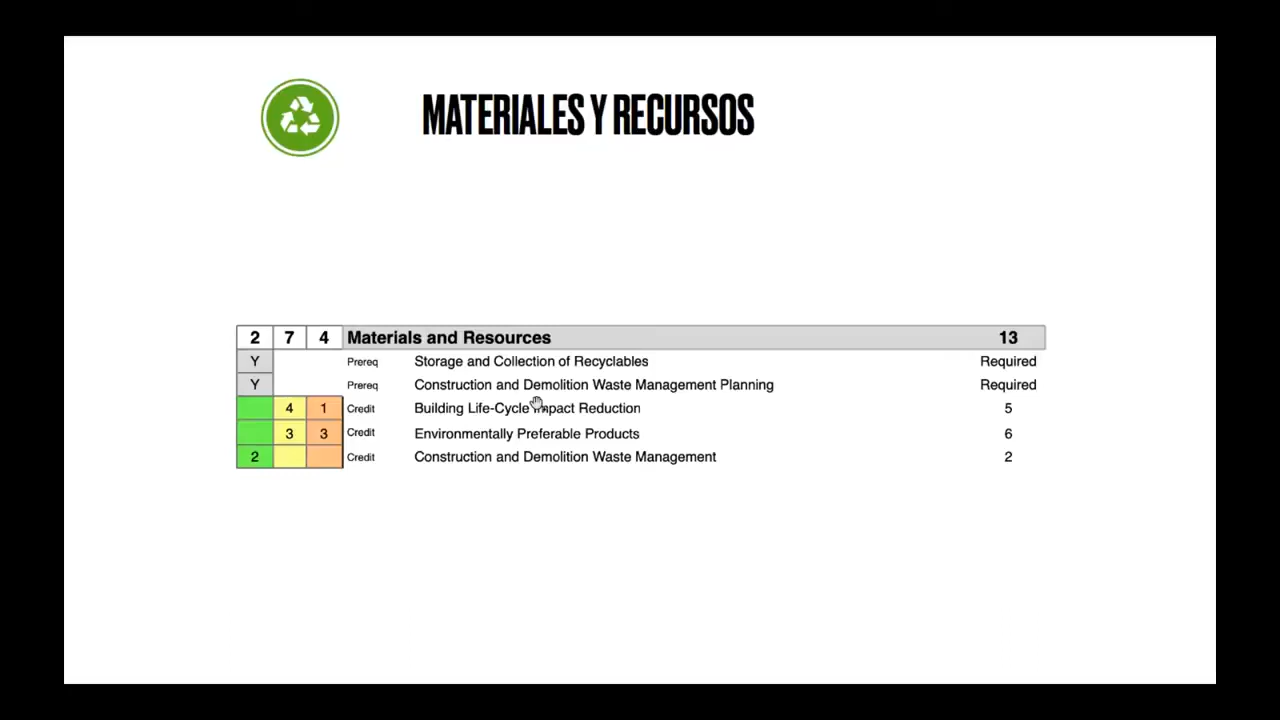 MATERIALES Y RECURSOS
2 7 4 Materials and Resources 13
Y Prereq Storage and Collection of Recyclables Required
Y Prereq Construction and Demolition Waste Management Planning Required
4 1 Credit Building Life-Cycle Impact Reduction 5
3 3 Credit Environmentally Preferable Products 6
2 Credit Construction and Demolition Waste Management 2